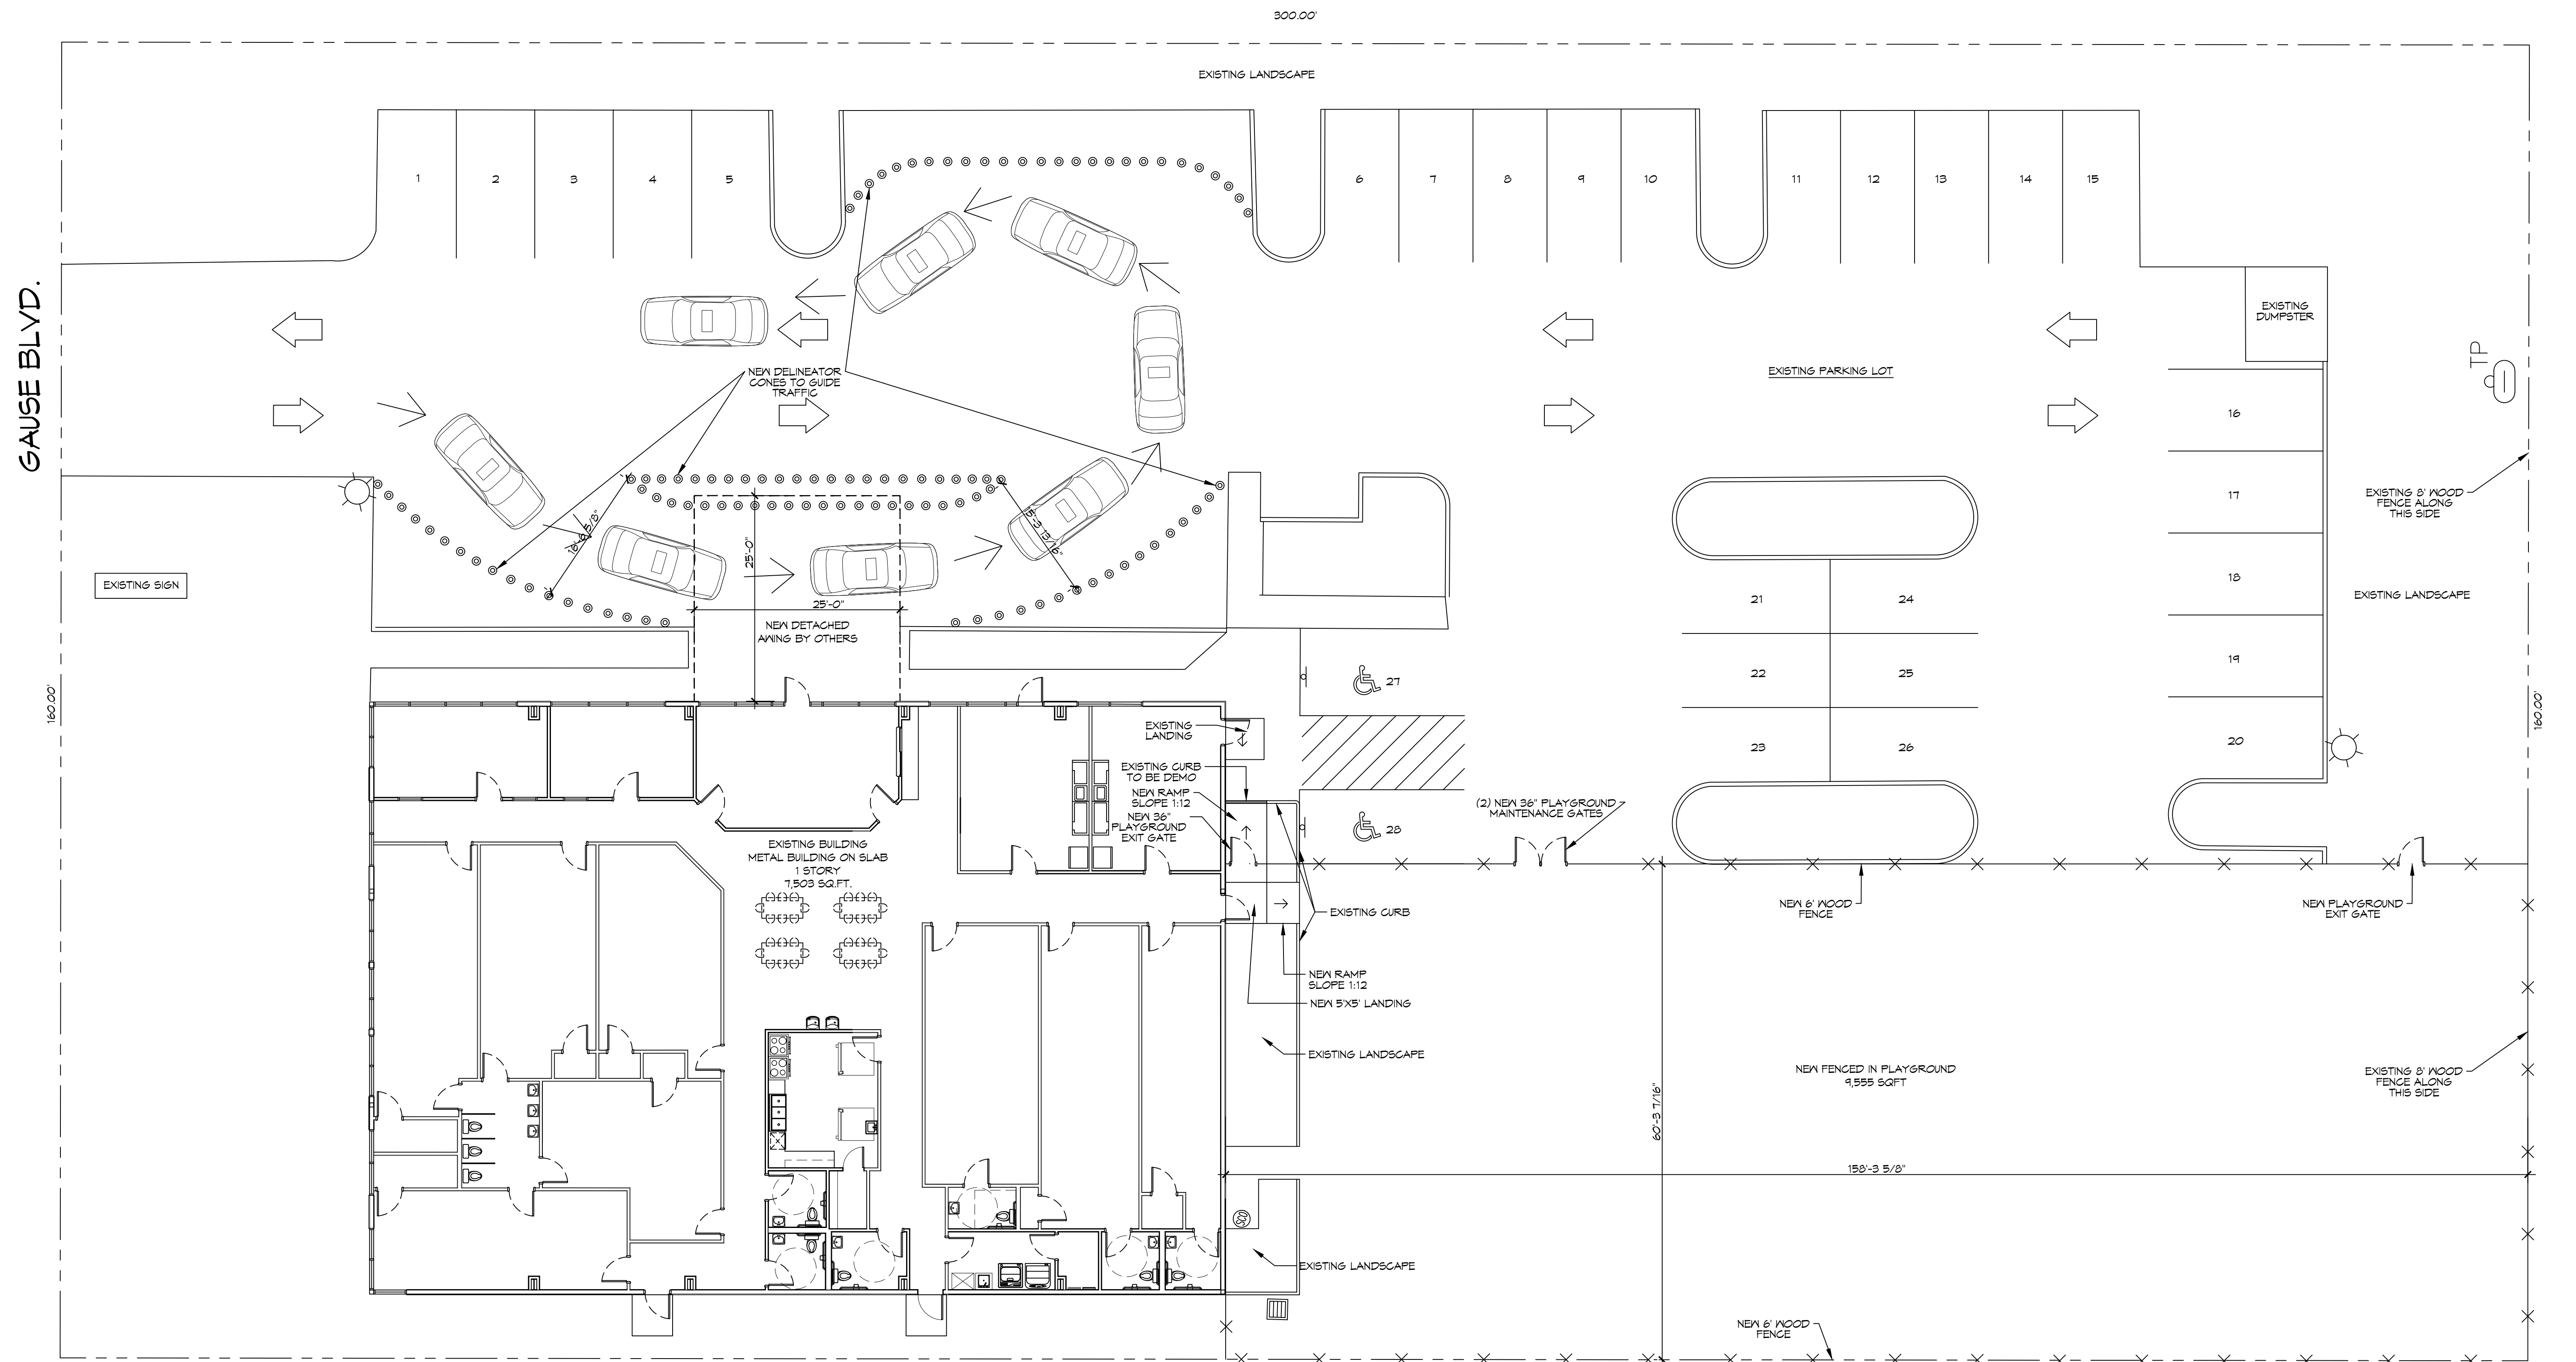 300.00'
EXISTING LANDSCAPE
1
2
3
4
5
6
7
8
9
10
11
12
13
14
15
GAUSE BLVD.
EXISTING
DUMPSTER
TP
NEW DELINEATOR
CONES TO GUIDE
TRAFFIC
EXISTING PARKING LOT
16
17
18
19
20
EXISTING 8' WOOD
FENCE ALONG
THIS SIDE
EXISTING LANDSCAPE
EXISTING SIGN
25'-0"
25'-0"
NEW DETACHED
AWING BY OTHERS
21
24
22
25
23
26
27
28
160.00'
160.00'
EXISTING
LANDING
EXISTING CURB
TO BE DEMO
NEW RAMP
SLOPE 1:12
NEW 36"
PLAYGROUND
EXIT GATE
(2) NEW 36" PLAYGROUND
MAINTENANCE GATES
EXISTING BUILDING
METAL BUILDING ON SLAB
1 STORY
7,503 SQ.FT.
EXISTING CURB
NEW 6' WOOD
FENCE
NEW PLAYGROUND
EXIT GATE
NEW RAMP
SLOPE 1:12
NEW 5'X5' LANDING
EXISTING LANDSCAPE
NEW FENCED IN PLAYGROUND
9,555 SQFT
EXISTING 8' WOOD
FENCE ALONG
THIS SIDE
60'-3 7/16"
158'-3 5/8"
EXISTING LANDSCAPE
NEW 6' WOOD
FENCE